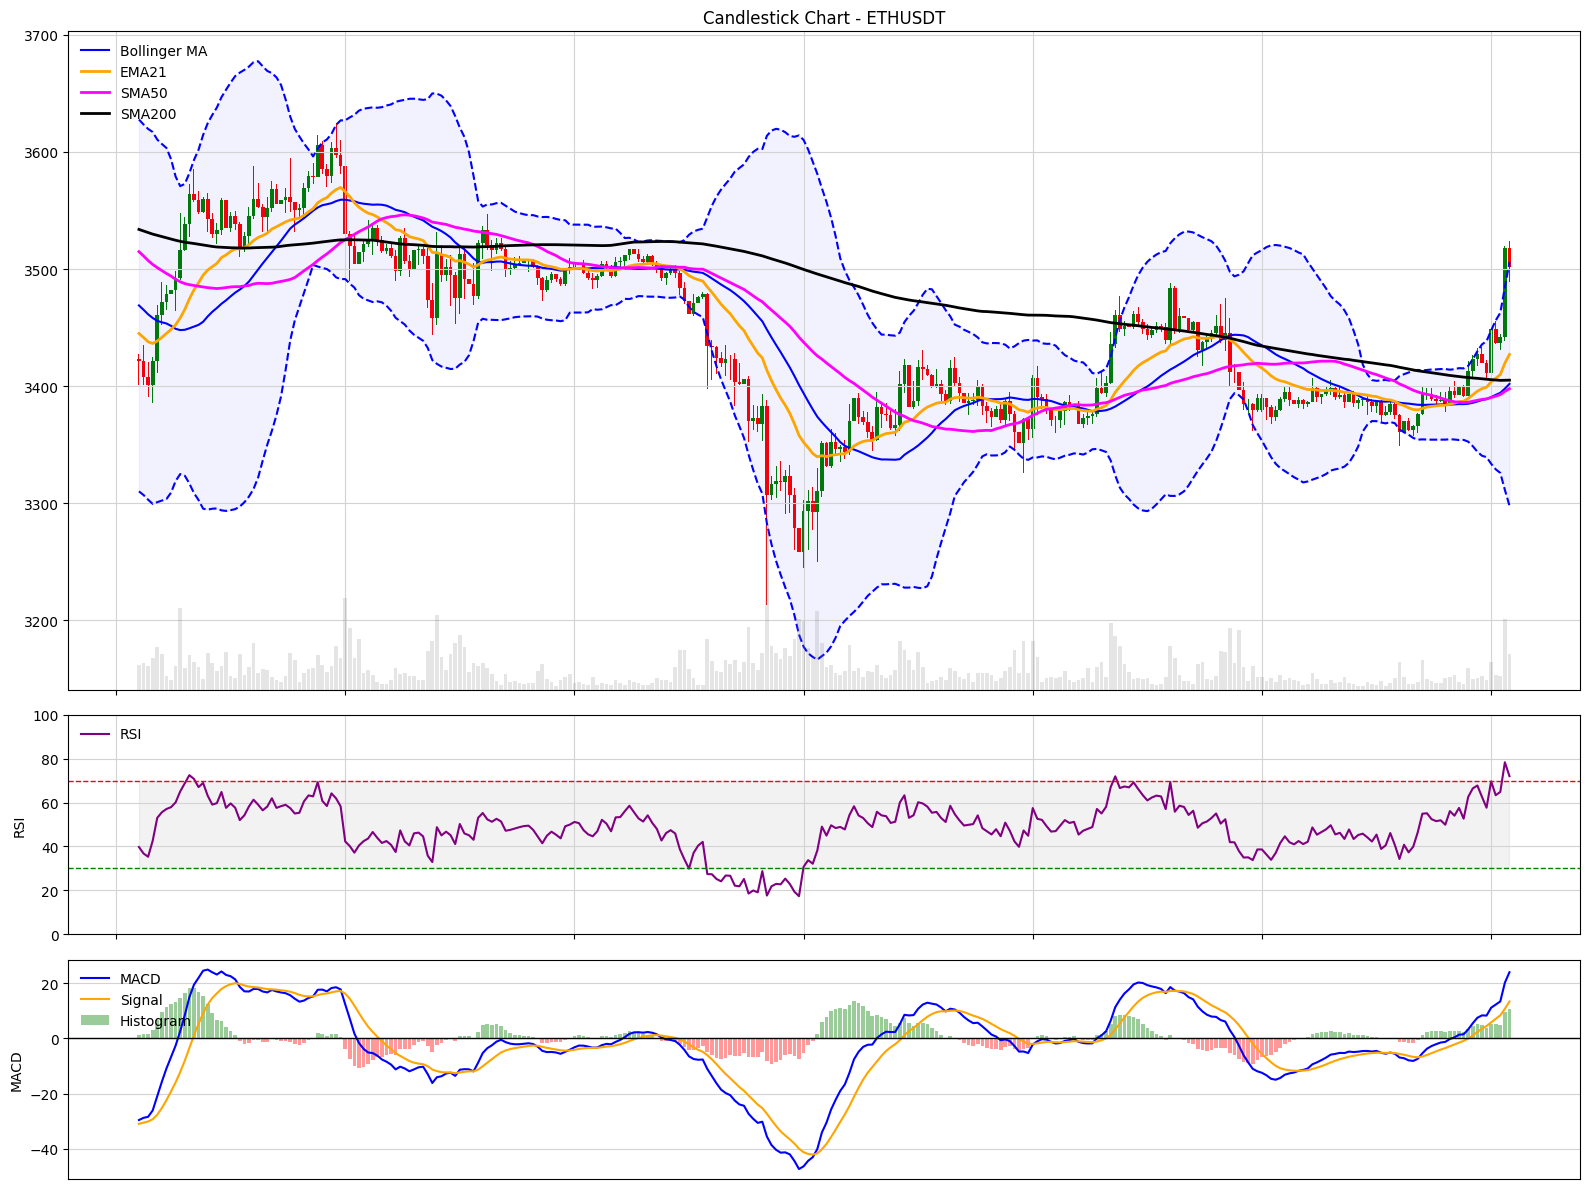 Candlestick Chart - ETHUSDT
3700
3600
3500
3400
3300
3200
Bollinger MA
EMA21
SMA50
SMA200
100
80
60
40
20
0
RSI
RSI
20
0
−20
−40
MACD
MACD
Signal
Histogram